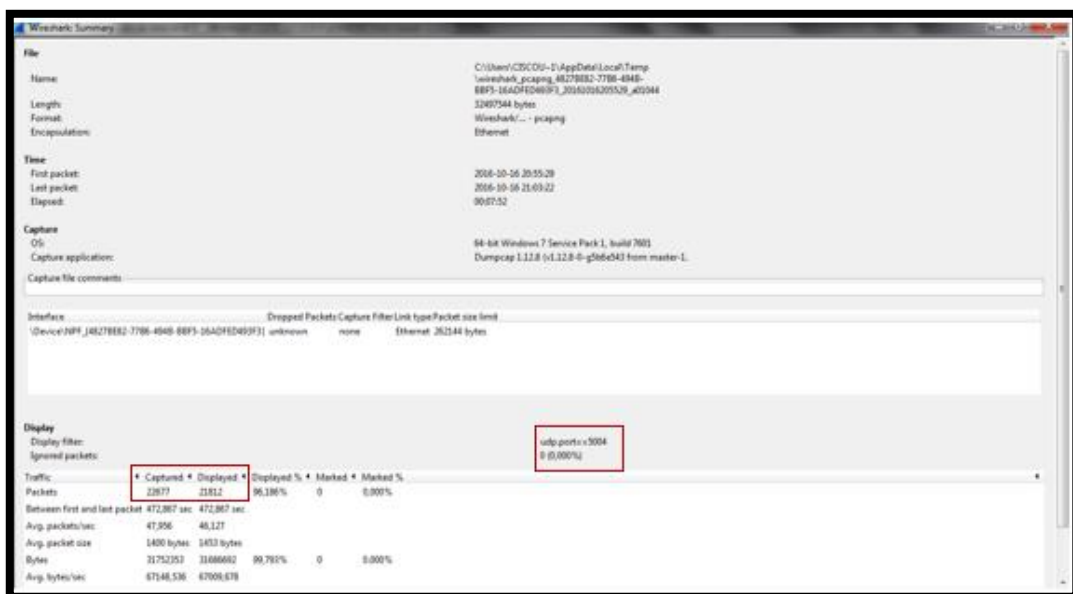 Wireshark: Summary
File
Name:
C:\Users\CISCOU~1\AppData\Local\Temp
\wireshark_pcapng_48278E82-7786-494B-
BBF5-16ADFED493F3_20161016205529_a01044
Length: 32497544 bytes
Format: Wireshark/... - pcapng
Encapsulation: Ethernet
Time
First packet: 2016-10-16 20:55:29
Last packet: 2016-10-16 21:03:22
Elapsed: 00:07:52
Capture
OS: 64-bit Windows 7 Service Pack 1, build 7601
Capture application: Dumpcap 1.12.8 (v1.12.8-0-g5b6e543 from master-1.
Capture file comments
Interface Dropped Packets Capture Filter Link type Packet size limit
unknown none Ethernet 262144 bytes
Display
Display filter: udp.port==5004
Ignored packets: 0 (0,000%)
Traffic Captured Displayed Displayed % Marked Marked %
Packets 22677 21812 96,186% 0 0,000%
Between first and last packet 472,867 sec 472,867 sec
Avg. packets/sec 47,956 46,127
Avg. packet size 1400 bytes 1453 bytes
Bytes 31752353 31686692 99,793% 0 0,000%
Avg. bytes/sec 67148,536 67009,678